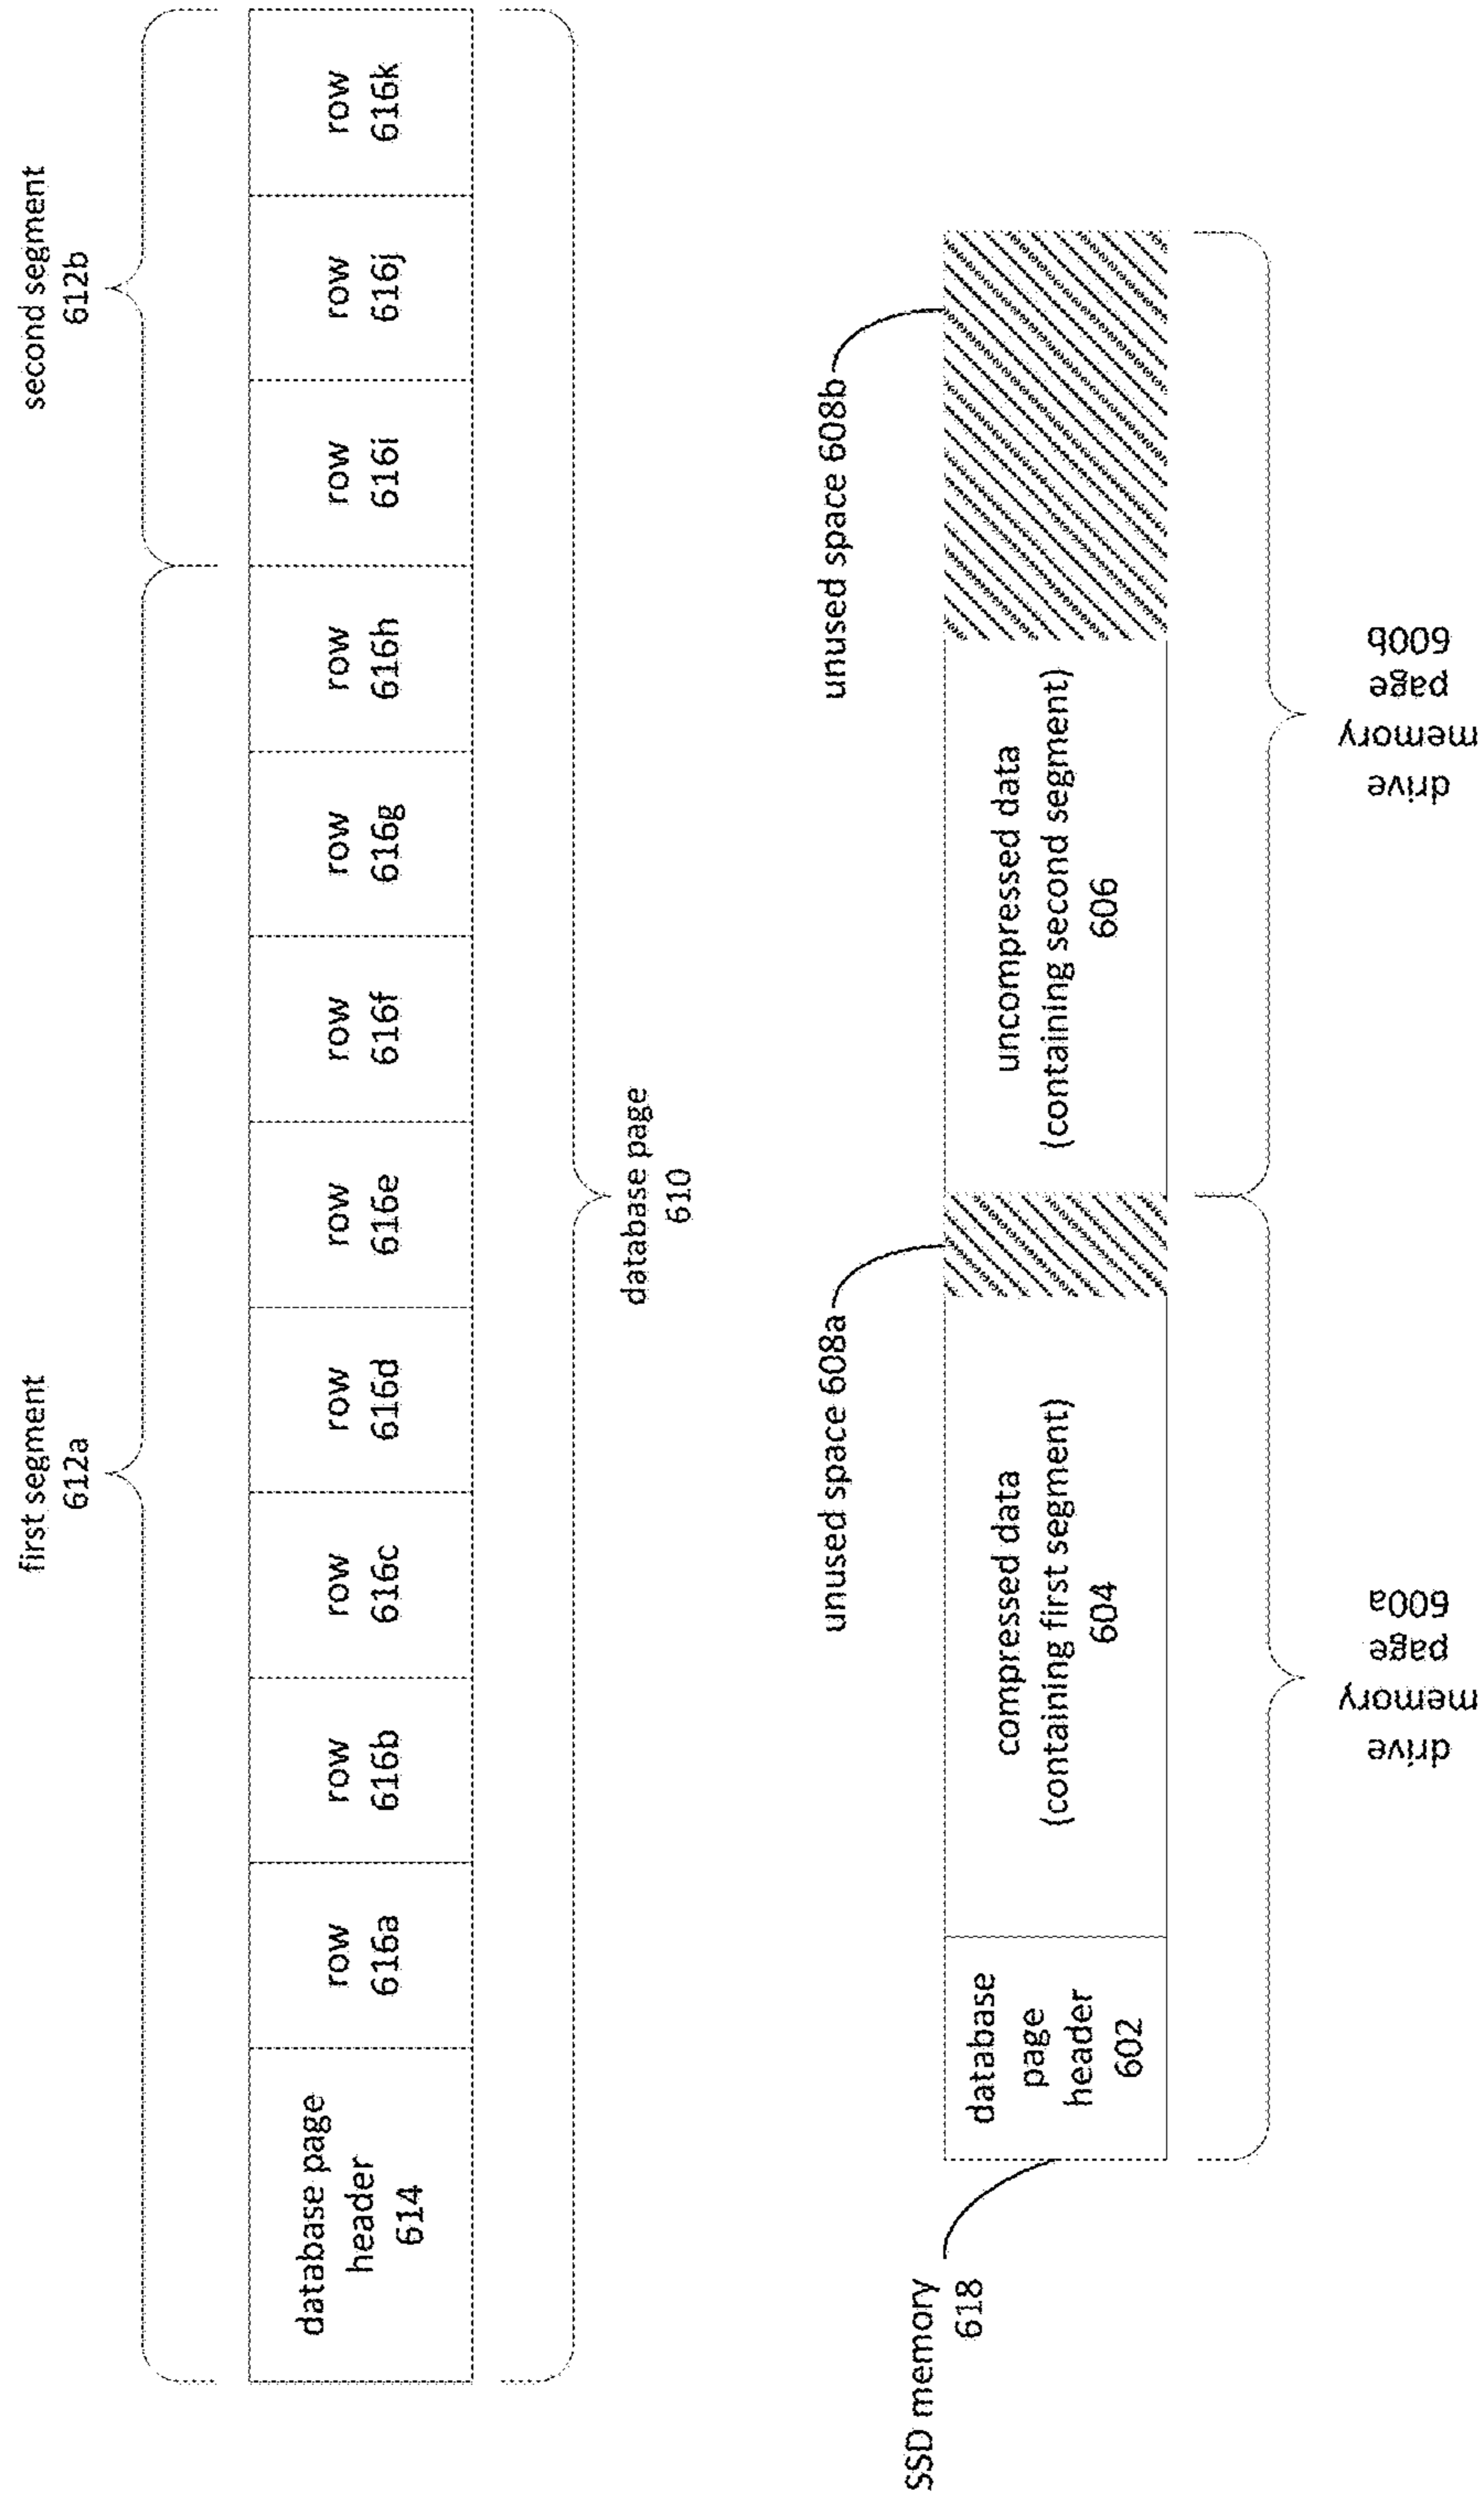 first segment
612a
second segment
612b
database page
header
614
row
616a
row
616b
row
616c
row
616d
row
616e
row
616f
row
616g
row
616h
row
616i
row
616j
row
616k
database page
610
SSD memory
618
unused space 608a
unused space 608b
database
page
header
602
compressed data
(containing first segment)
604
uncompressed data
(containing second segment)
606
drive
memory
page
600a
drive
memory
page
600b